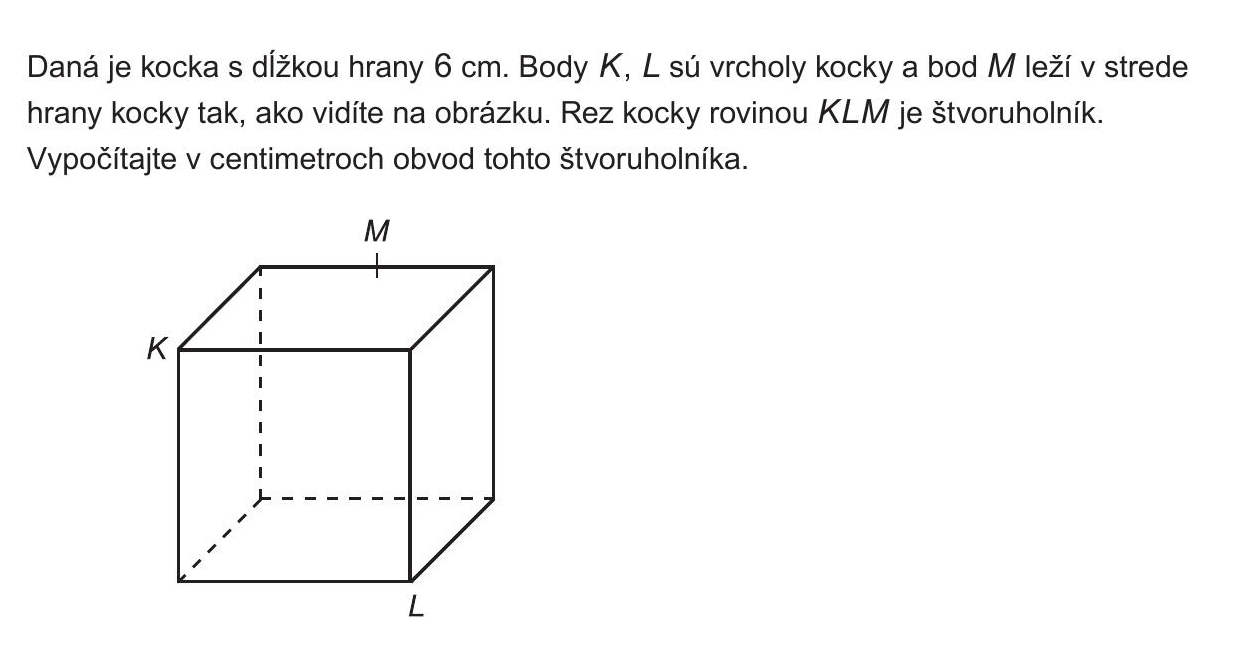 Daná je kocka s dĺžkou hrany 6 cm. Body K, L sú vrcholy kocky a bod M leží v strede
hrany kocky tak, ako vidíte na obrázku. Rez kocky rovinou KLM je štvoruholník.
Vypočítajte v centimetroch obvod tohto štvoruholníka.
M
K
L